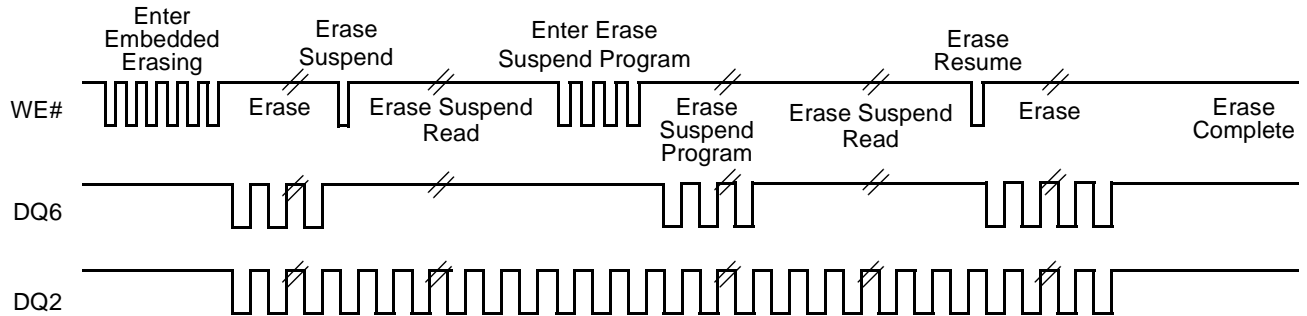 Enter
Embedded
Erasing
Erase
Suspend
Enter Erase
Suspend Program
Erase
Resume
WE#
Erase
Erase Suspend
Read
Erase
Suspend
Program
Erase Suspend
Read
Erase
Erase
Complete
DQ6
DQ2